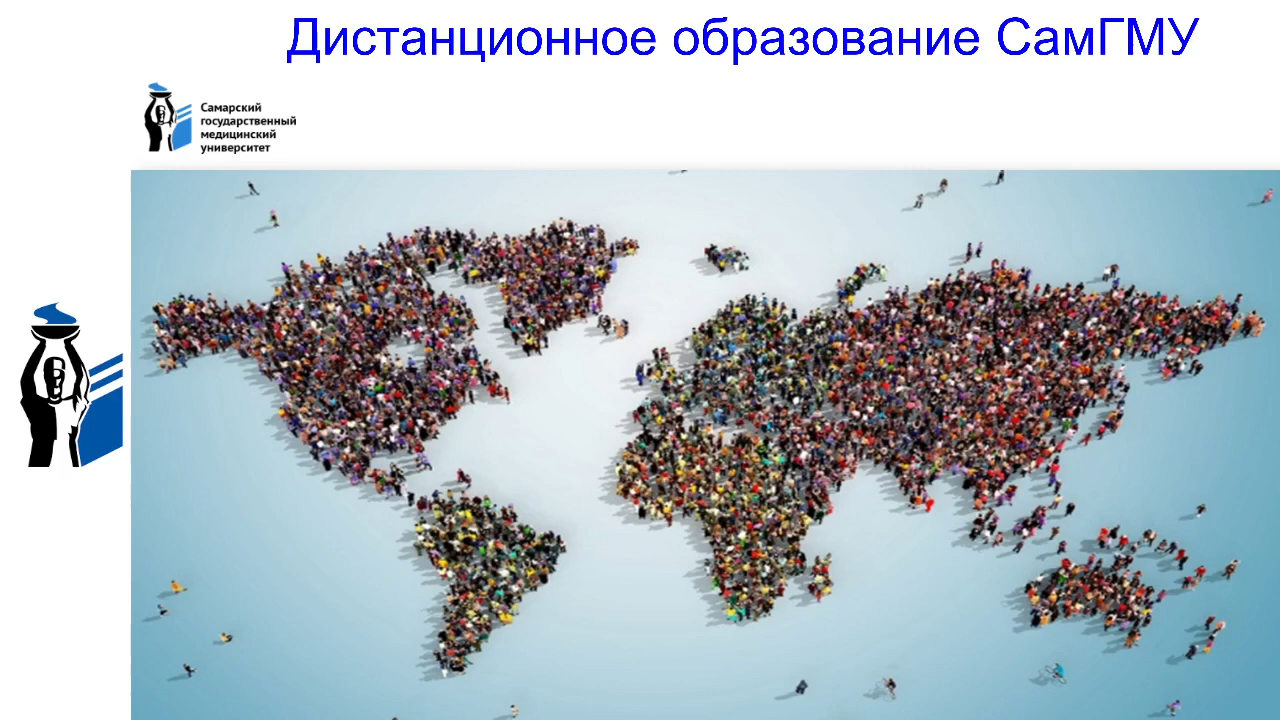 Дистанционное образование СамГМУ
Самарский
государственный
медицинский
университет